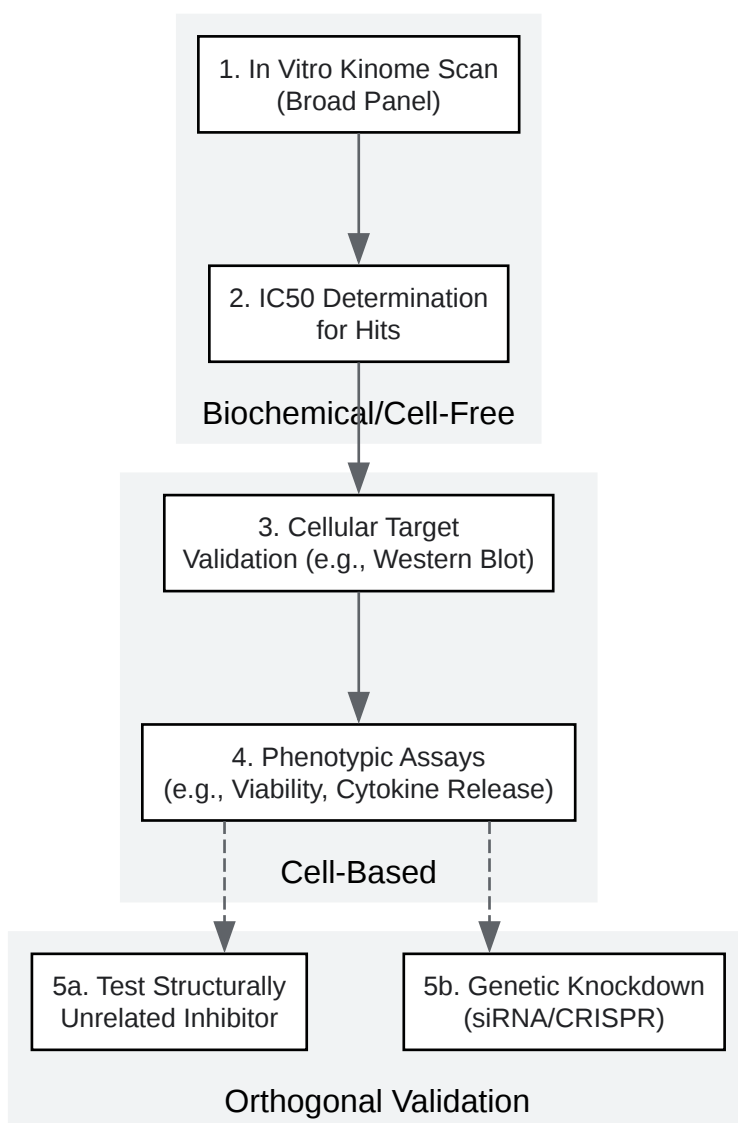 1. In Vitro Kinome Scan
(Broad Panel)
2. IC50 Determination
for Hits
Biochemical/Cell-Free
3. Cellular Target
Validation (e.g., Western Blot)
4. Phenotypic Assays
(e.g., Viability, Cytokine Release)
Cell-Based
5a. Test Structurally
Unrelated Inhibitor
5b. Genetic Knockdown
(siRNA/CRISPR)
Orthogonal Validation